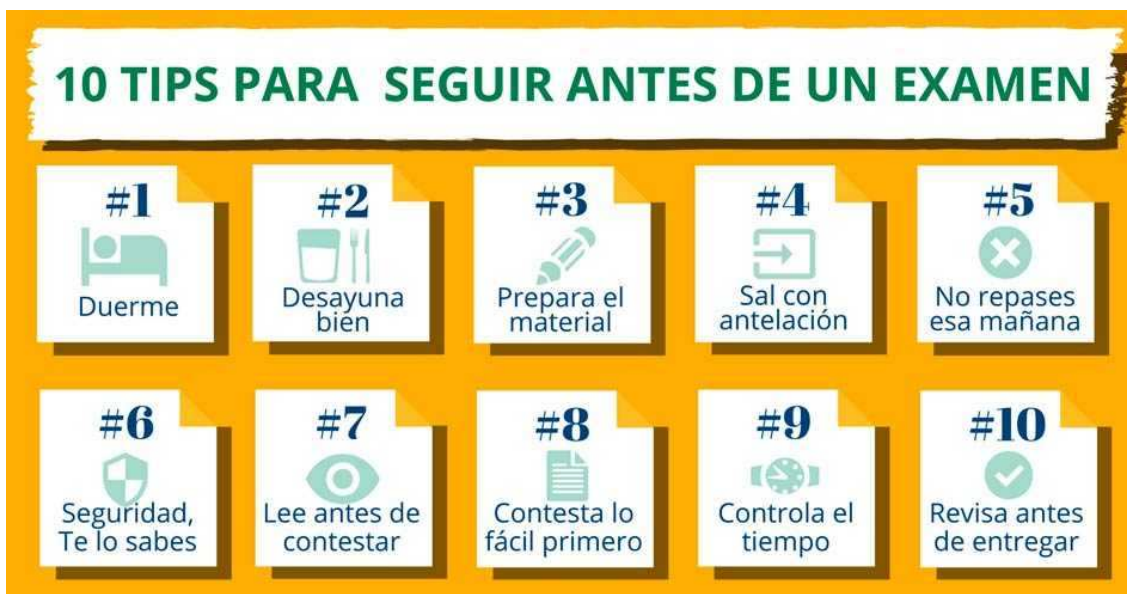 10 TIPS PARA SEGUIR ANTES DE UN EXAMEN
#1
Duerme
#2
Desayuna
bien
#3
Prepara el
material
#4
Sal con
antelación
#5
No repases
esa mañana
#6
Seguridad,
Te lo sabes
#7
Lee antes de
contestar
#8
Contesta lo
fácil primero
#9
Controla el
tiempo
#10
Revisa antes
de entregar